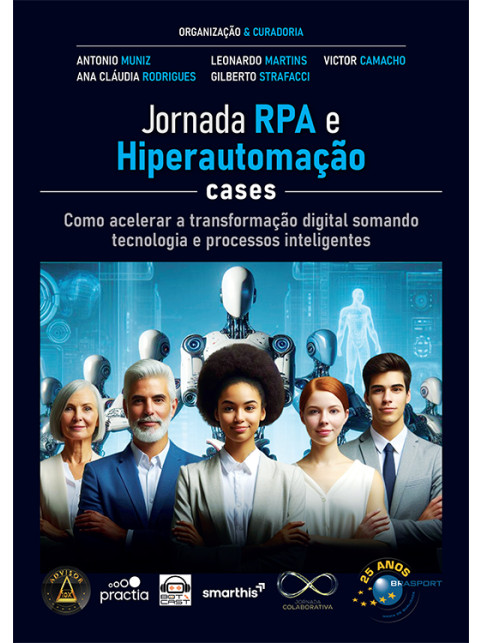 ORGANIZAÇÃO & CURADORIA
ANTONIO MUNIZ LEONARDO MARTINS VICTOR CAMACHO
ANA CLÁUDIA RODRIGUES GILBERTO STRAFACCI
Jornada RPA e
Hiperautomação
cases
Como acelerar a transformação digital somando
tecnologia e processos inteligentes
ADVISOR
practia
BOT
CAST
smarthis
JORNADA
COLABORATIVA
25 ANOS
BRASPORT